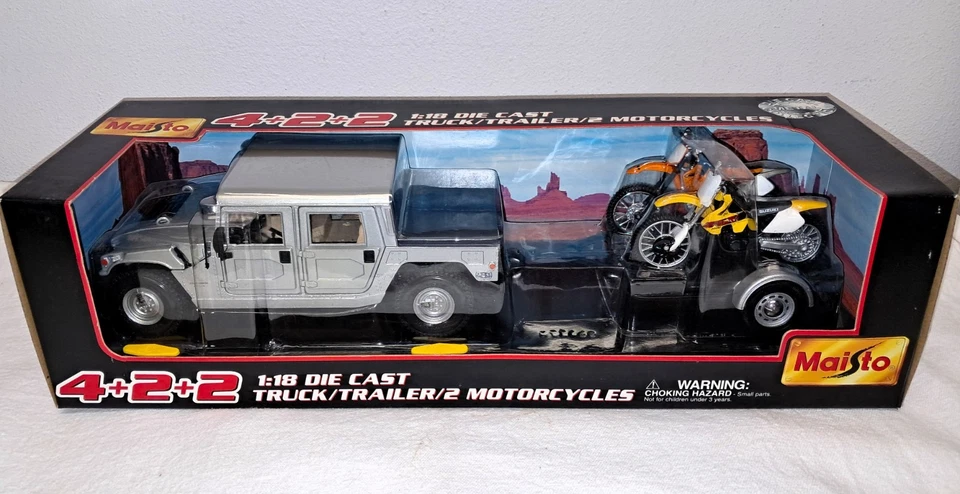 Maisto
4+2+2
1:18 DIE CAST
TRUCK/TRAILER/2 MOTORCYCLES
SUZUKI
Maisto
4+2+2
1:18 DIE CAST
TRUCK/TRAILER/2 MOTORCYCLES
WARNING:
CHOKING HAZARD - Small parts.
Not for children under 3 years.